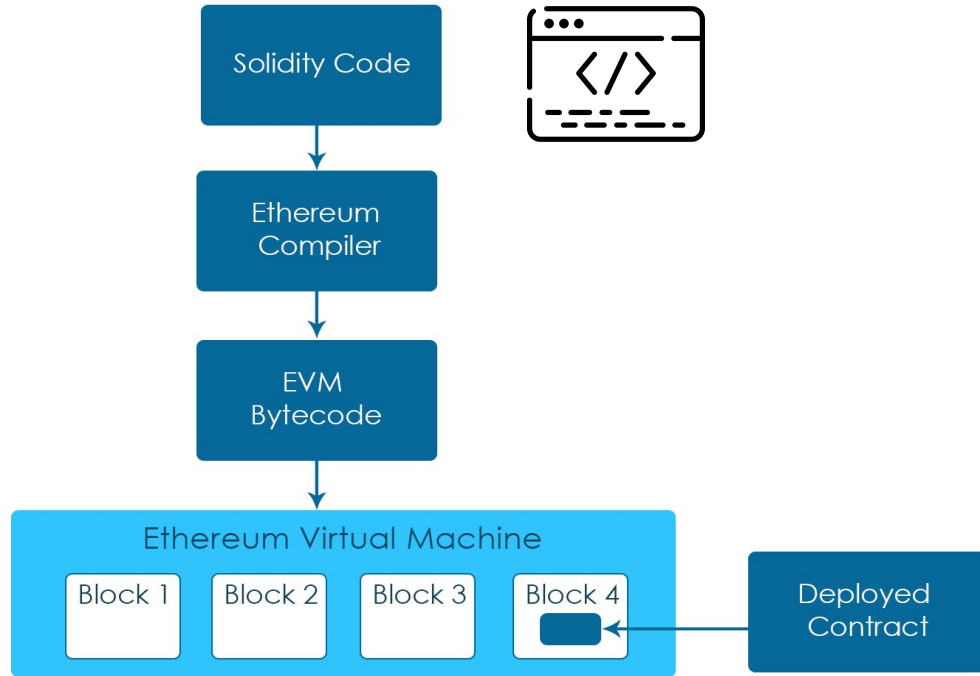 Solidity Code
</>
Ethereum
Compiler
EVM
Bytecode
Ethereum Virtual Machine
Block 1
Block 2
Block 3
Block 4
Deployed
Contract